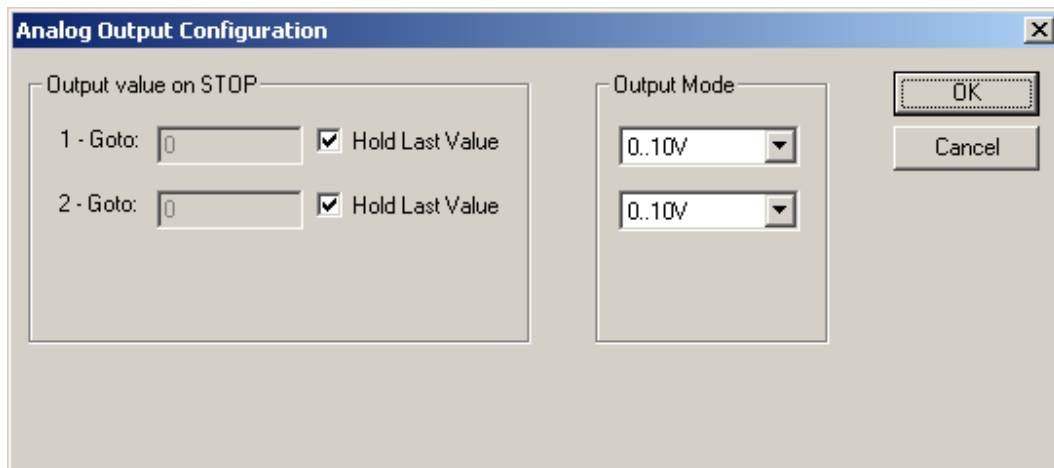 Analog Output Configuration
Output value on STOP
1 - Goto: 0 Hold Last Value
2 - Goto: 0 Hold Last Value
Output Mode
0..10V
0..10V
OK
Cancel